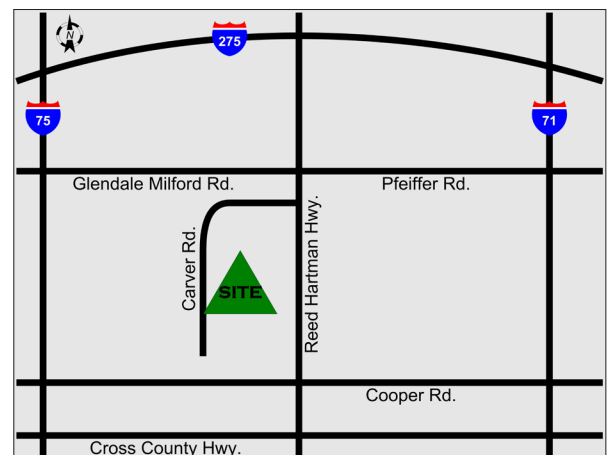 N
275
75
71
Glendale Milford Rd.
Pfeiffer Rd.
Carver Rd.
Reed Hartman Hwy.
SITE
Cooper Rd.
Cross County Hwy.